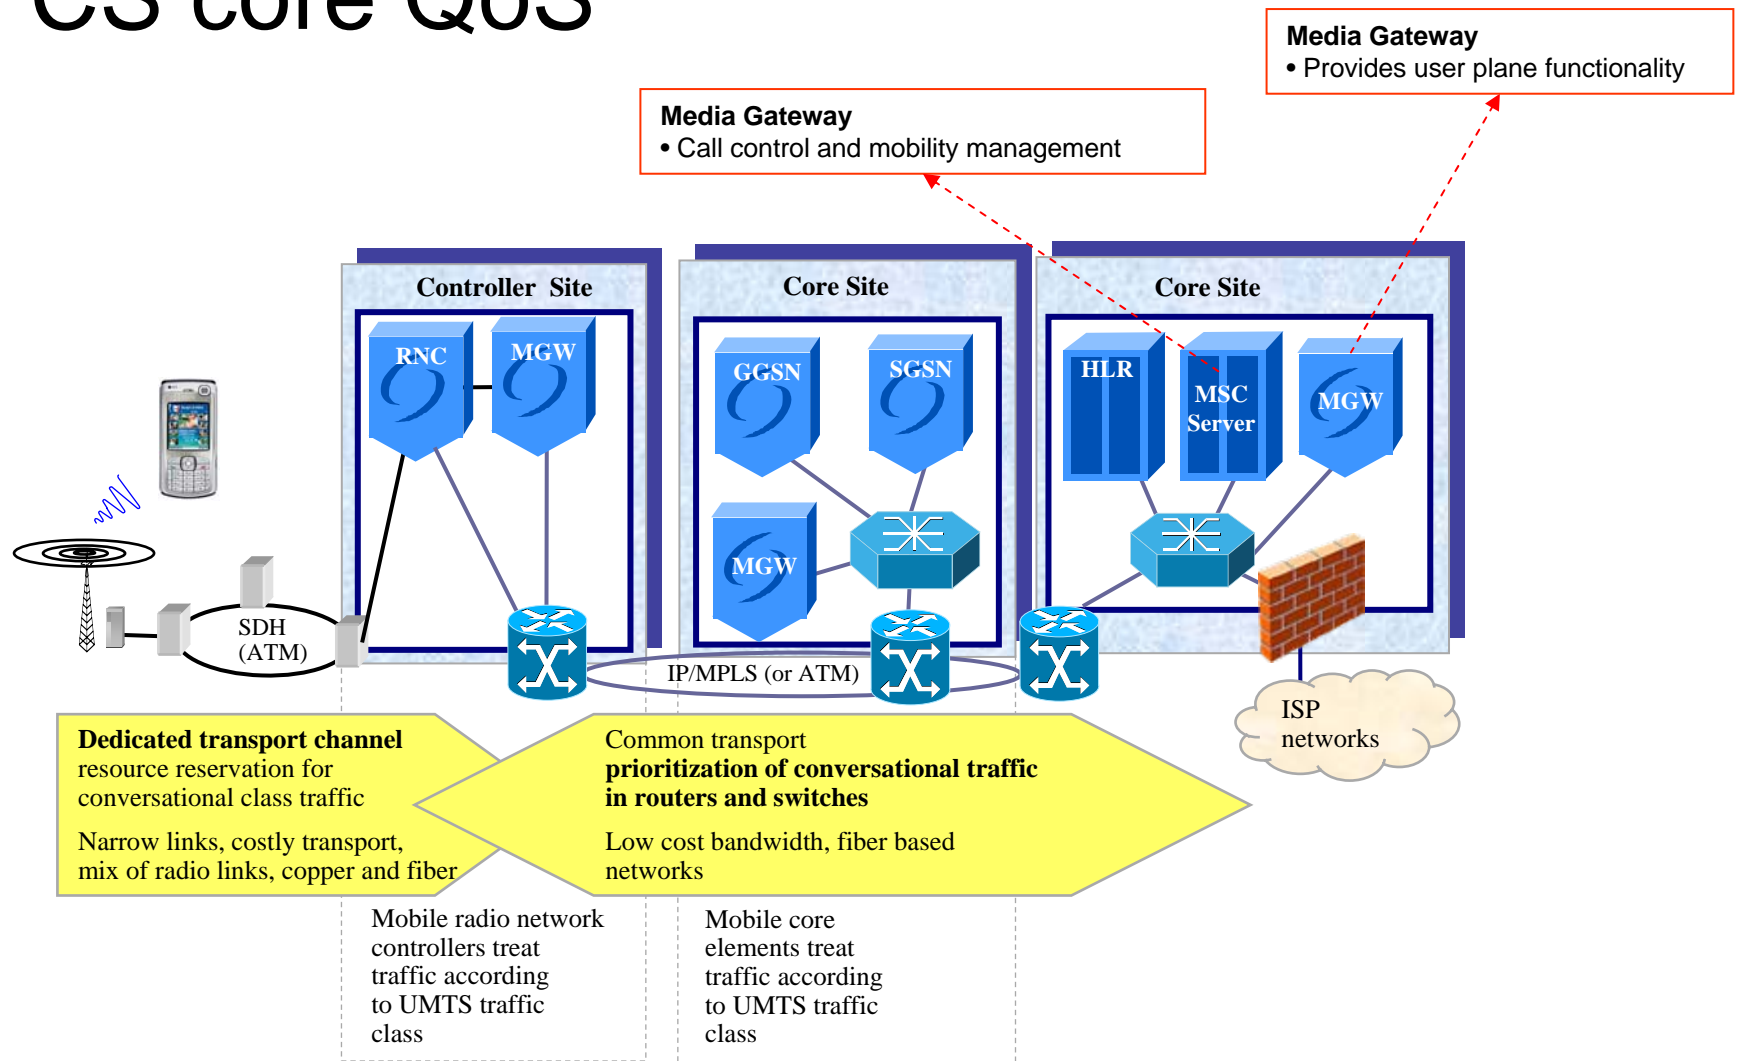 CS core QoS
Media Gateway
• Provides user plane functionality
Media Gateway
• Call control and mobility management
Controller Site
Core Site
Core Site
RNC
MGW
GGSN
SGSN
MGW
HLR
MSC
Server
MGW
SDH
(ATM)
IP/MPLS (or ATM)
ISP
networks
Dedicated transport channel
resource reservation for
conversational class traffic
Narrow links, costly transport,
mix of radio links, copper and fiber
Common transport
prioritization of conversational traffic
in routers and switches
Low cost bandwidth, fiber based
networks
Mobile radio network
controllers treat
traffic according
to UMTS traffic
class
Mobile core
elements treat
traffic according
to UMTS traffic
class